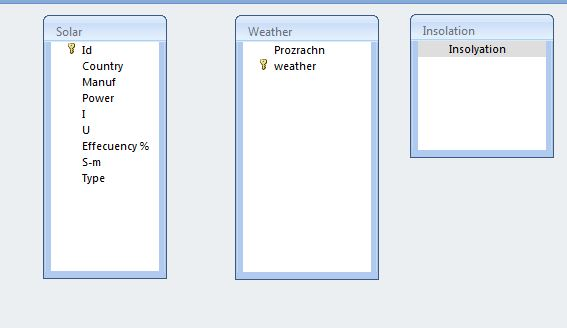 Solar
Id
Country
Manuf
Power
I
U
Effecuency %
S-m
Type
Weather
Prozrachn
weather
Insolation
Insolyation